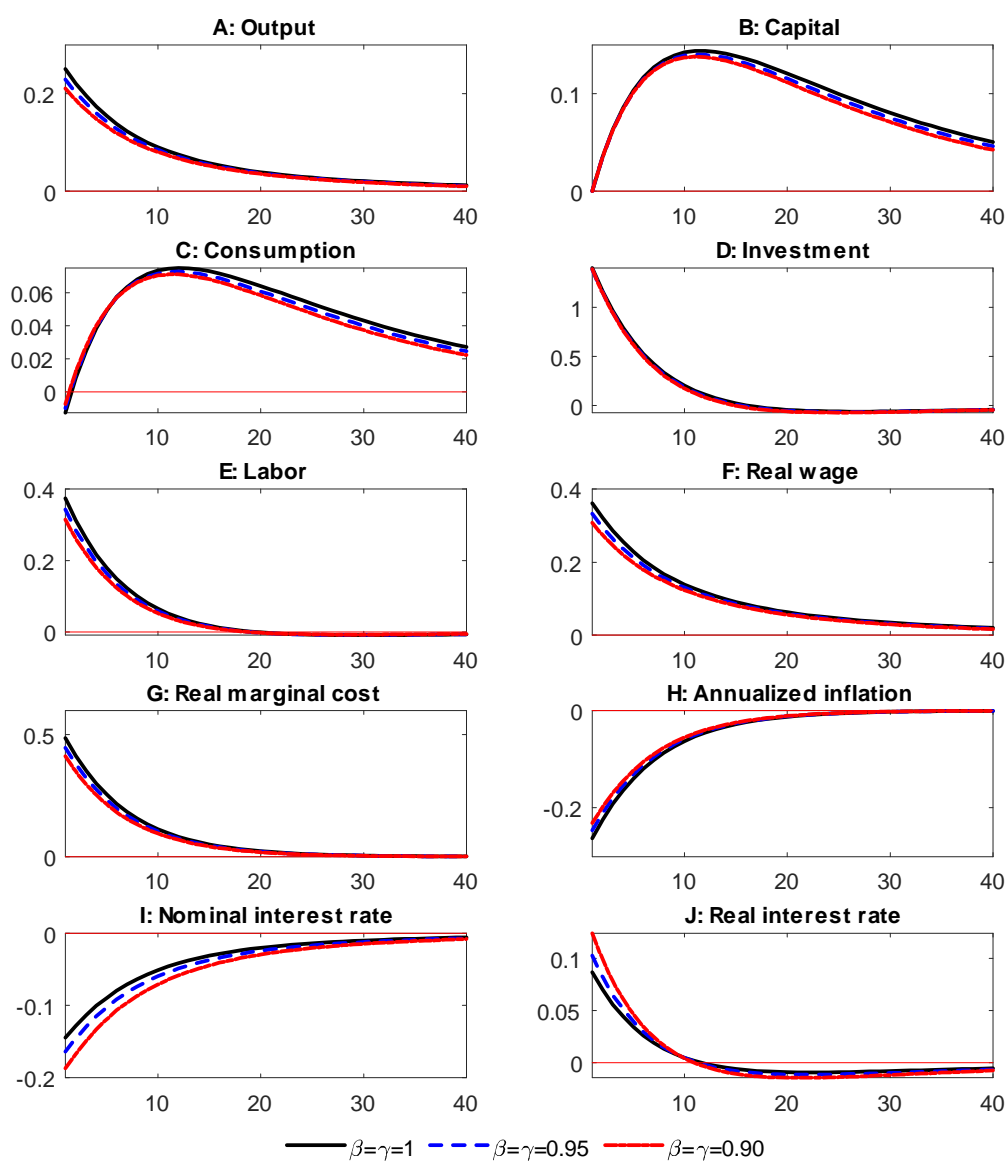 A: Output
B: Capital
0.2
0
10 20 30 40
0.1
0
10 20 30 40
C: Consumption
D: Investment
0.06
0.04
0.02
0
10 20 30 40
1
0.5
0
10 20 30 40
E: Labor
F: Real wage
0.4
0.2
0
10 20 30 40
0.4
0.2
0
10 20 30 40
G: Real marginal cost
H: Annualized inflation
0.5
0
10 20 30 40
0
-0.2
10 20 30 40
I: Nominal interest rate
J: Real interest rate
0
-0.1
-0.2
10 20 30 40
0.1
0.05
0
10 20 30 40
β=γ=1 β=γ=0.95 β=γ=0.90